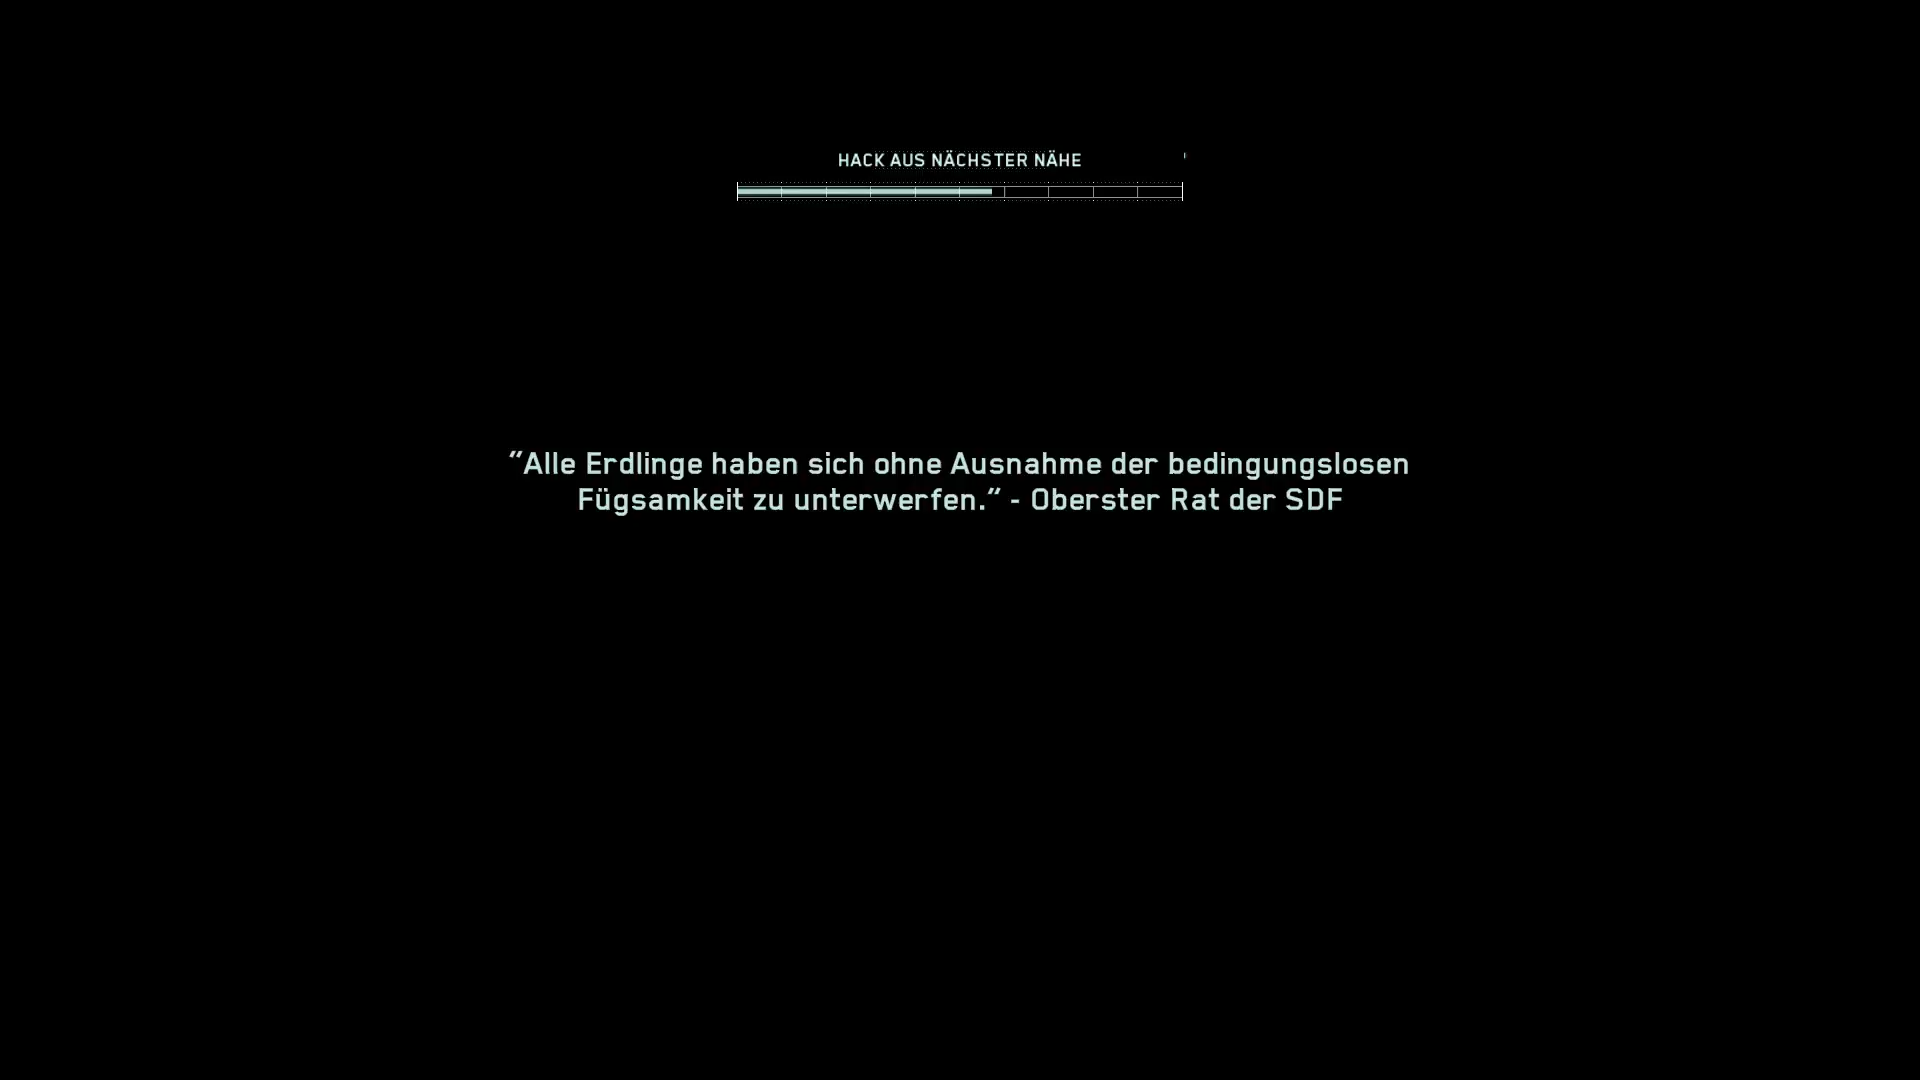 HACK AUS NÄCHSTER NÄHE
"Alle Erdlinge haben sich ohne Ausnahme der bedingungslosen
Fügsamkeit zu unterwerfen." - Oberster Rat der SDF